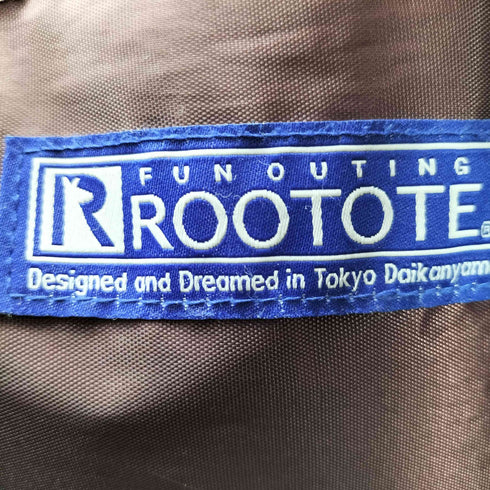 FUN OUTING
R ROOTOTE®
Designed and Dreamed in Tokyo Daikanyam